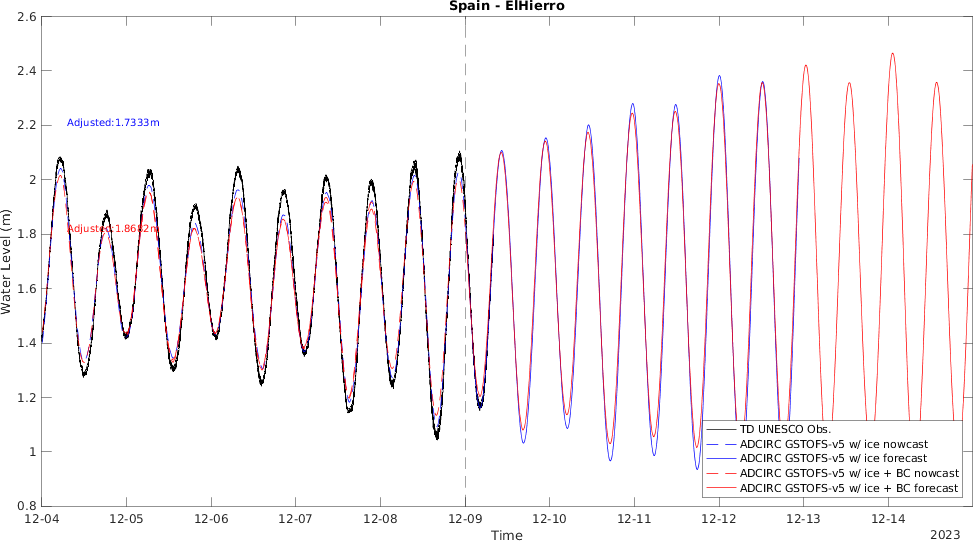 Spain - ElHierro
2.6
2.4
2.2
2
1.8
1.6
1.4
1.2
1
0.8
Water Level (m)
Adjusted:1.7333m
Adjusted:1.8682m
TD UNESCO Obs.
ADCIRC GSTOFS-v5 w/ ice nowcast
ADCIRC GSTOFS-v5 w/ ice forecast
ADCIRC GSTOFS-v5 w/ ice + BC nowcast
ADCIRC GSTOFS-v5 w/ ice + BC forecast
12-04 12-05 12-06 12-07 12-08 12-09 12-10 12-11 12-12 12-13 12-14
Time
2023